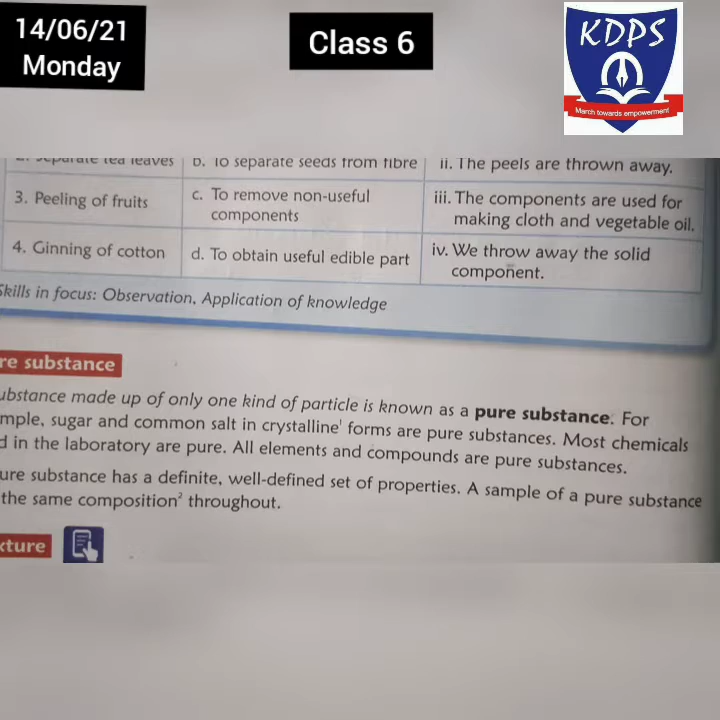 14/06/21
Monday
Class 6
KDPS
March towards empowerment
2. Separate tea leaves b. To separate seeds from fibre ii. The peels are thrown away.
3. Peeling of fruits c. To remove non-useful components iii. The components are used for making cloth and vegetable oil.
4. Ginning of cotton d. To obtain useful edible part iv. We throw away the solid component.
Skills in focus: Observation, Application of knowledge
re substance
ubstance made up of only one kind of particle is known as a pure substance. For
mple, sugar and common salt in crystalline¹ forms are pure substances. Most chemicals
d in the laboratory are pure. All elements and compounds are pure substances.
ure substance has a definite, well-defined set of properties. A sample of a pure substance
the same composition² throughout.
xture